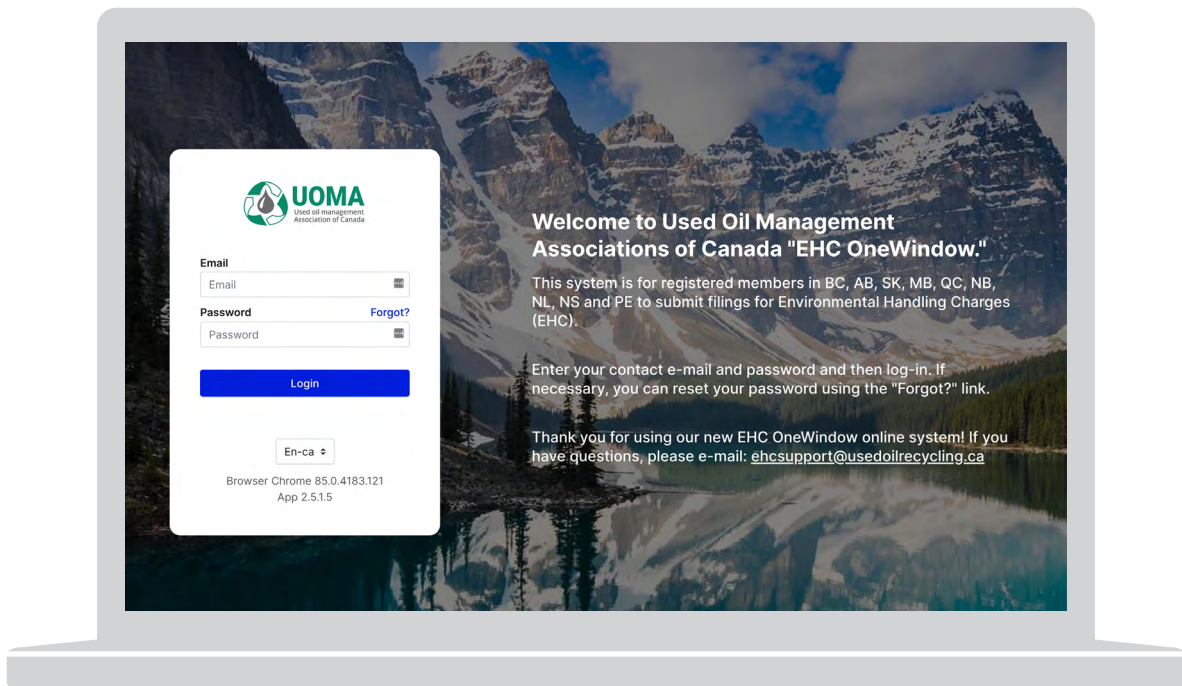 UOMA
Used oil management
Association of Canada
Email
Email
Password Forgot?
Password
Login
En-ca
Browser Chrome 85.0.4183.121
App 2.5.1.5
Welcome to Used Oil Management
Associations of Canada "EHC OneWindow."
This system is for registered members in BC, AB, SK, MB, QC, NB,
NL, NS and PE to submit filings for Environmental Handling Charges
(EHC).
Enter your contact e-mail and password and then log-in. If
necessary, you can reset your password using the "Forgot?" link.
Thank you for using our new EHC OneWindow online system! If you
have questions, please e-mail: ehcsupport@usedoilrecycling.ca